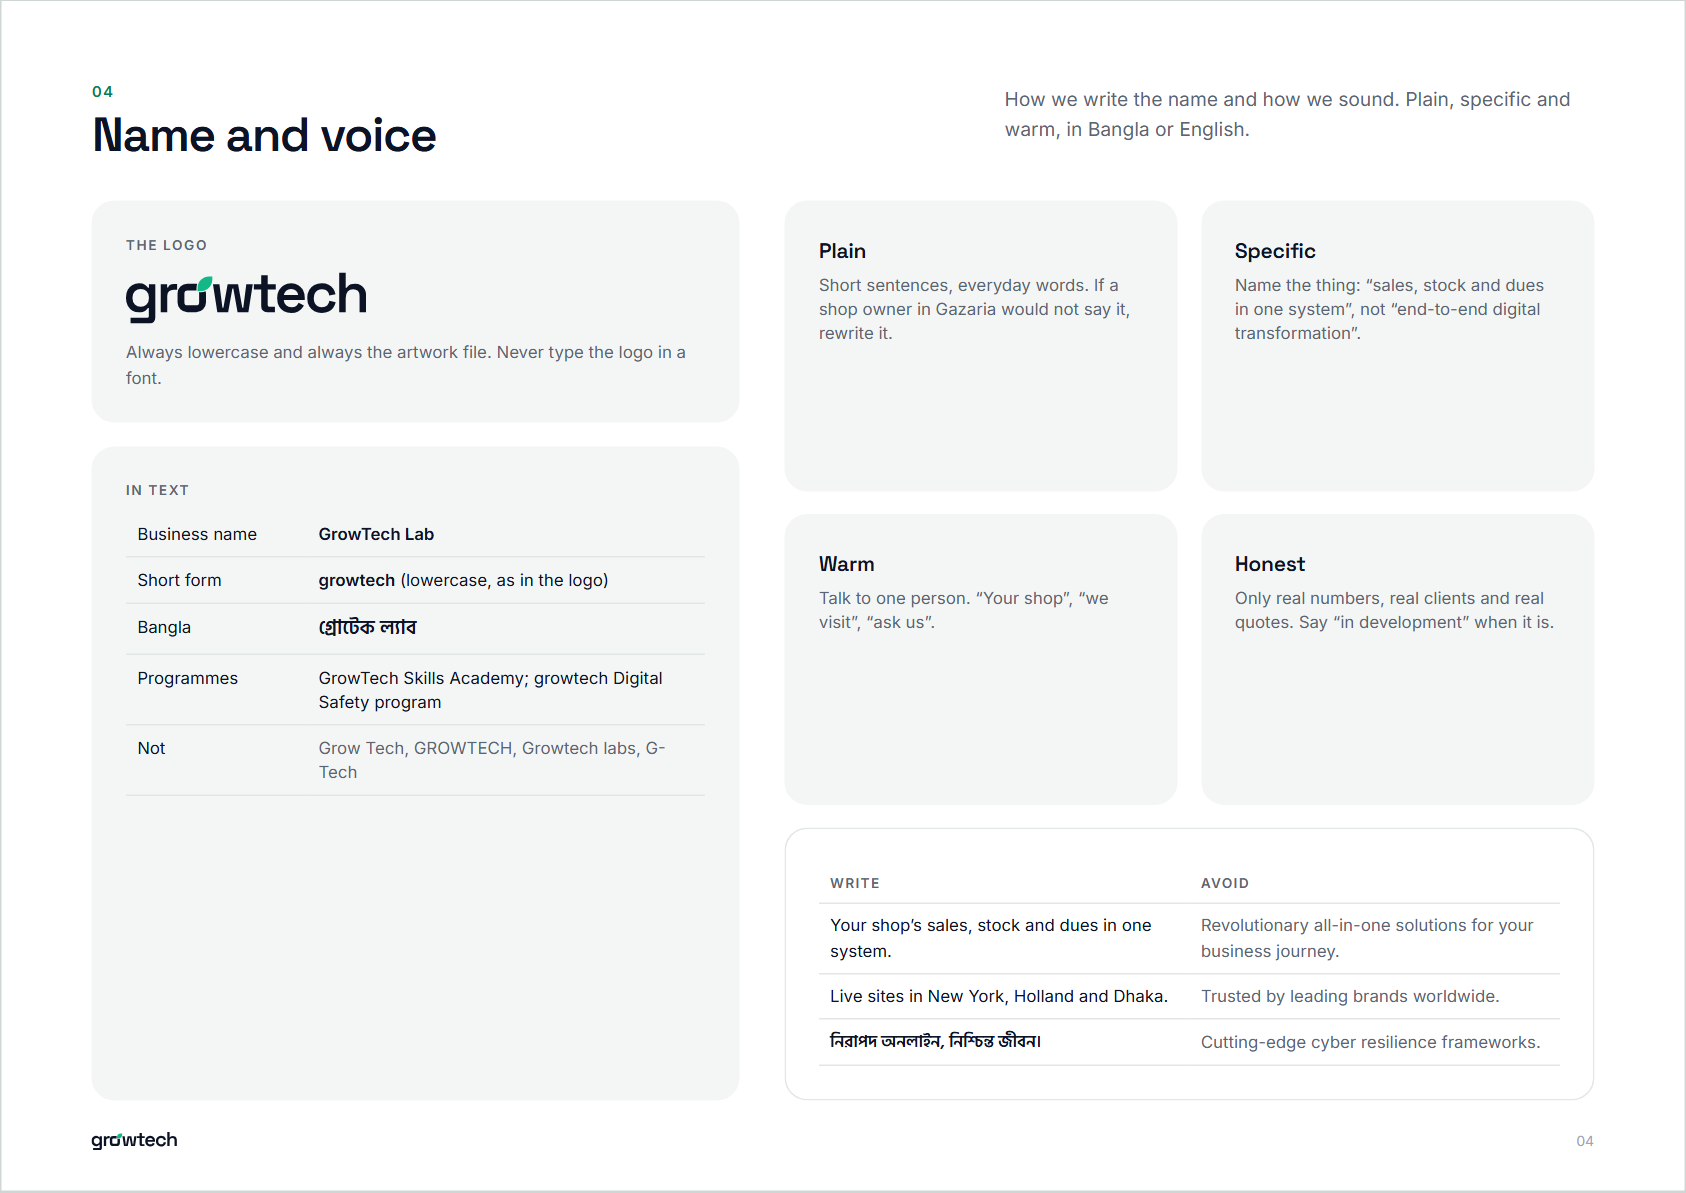 04
Name and voice
How we write the name and how we sound. Plain, specific and
warm, in Bangla or English.
THE LOGO
growtech
Always lowercase and always the artwork file. Never type the logo in a
font.
IN TEXT
Business name GrowTech Lab
Short form growtech (lowercase, as in the logo)
Bangla গ্রোটেক ল্যাব
Programmes GrowTech Skills Academy; growtech Digital
Safety program
Not Grow Tech, GROWTECH, Growtech labs, G-
Tech
Plain
Short sentences, everyday words. If a
shop owner in Gazaria would not say it,
rewrite it.
Specific
Name the thing: “sales, stock and dues
in one system”, not “end-to-end digital
transformation”.
Warm
Talk to one person. “Your shop”, “we
visit”, “ask us”.
Honest
Only real numbers, real clients and real
quotes. Say “in development” when it is.
WRITE AVOID
Your shop’s sales, stock and dues in one
system.
Revolutionary all-in-one solutions for your
business journey.
Live sites in New York, Holland and Dhaka. Trusted by leading brands worldwide.
নিরাপদ অনলাইন, নিশ্চিন্ত জীবন। Cutting-edge cyber resilience frameworks.
growtech
04